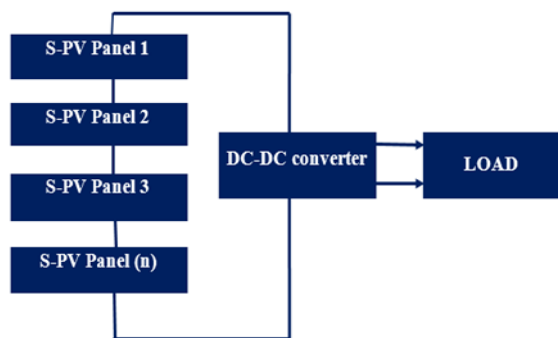 S-PV Panel 1
S-PV Panel 2
S-PV Panel 3
S-PV Panel (n)
DC-DC converter
LOAD